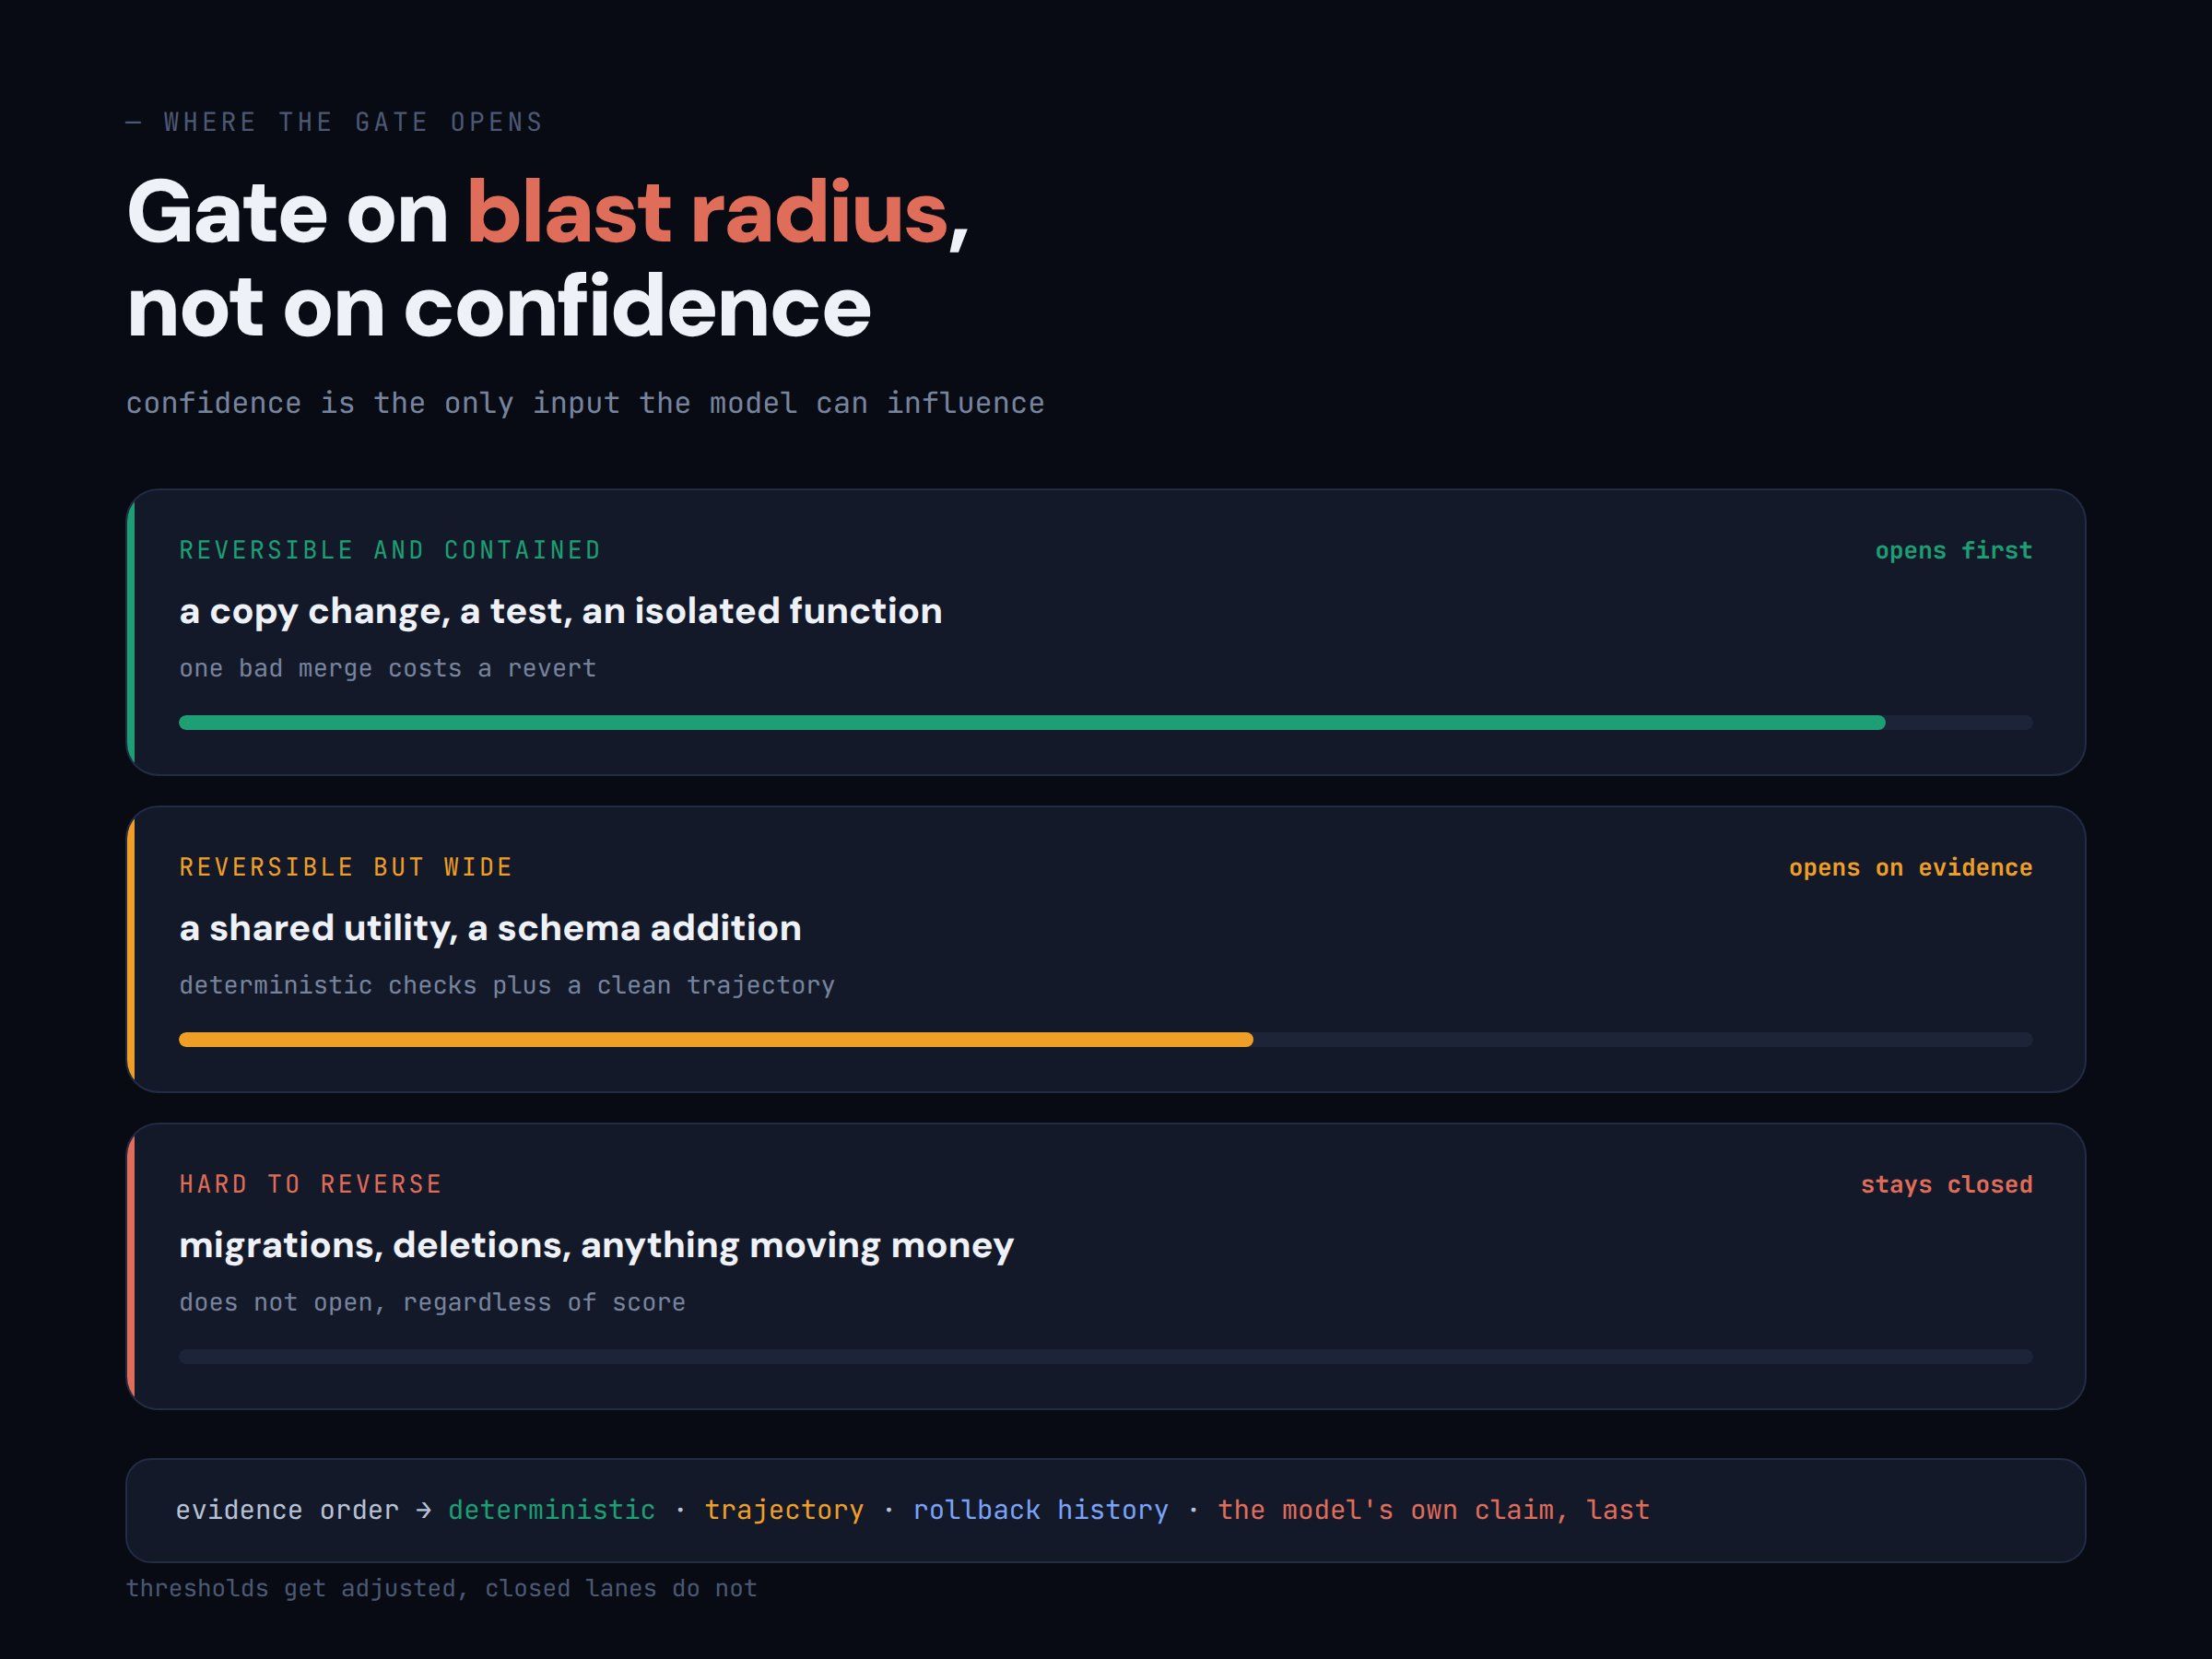 — WHERE THE GATE OPENS
Gate on blast radius,
not on confidence
confidence is the only input the model can influence
REVERSIBLE AND CONTAINED
opens first
a copy change, a test, an isolated function
one bad merge costs a revert
REVERSIBLE BUT WIDE
opens on evidence
a shared utility, a schema addition
deterministic checks plus a clean trajectory
HARD TO REVERSE
stays closed
migrations, deletions, anything moving money
does not open, regardless of score
evidence order → deterministic · trajectory · rollback history · the model's own claim, last
thresholds get adjusted, closed lanes do not